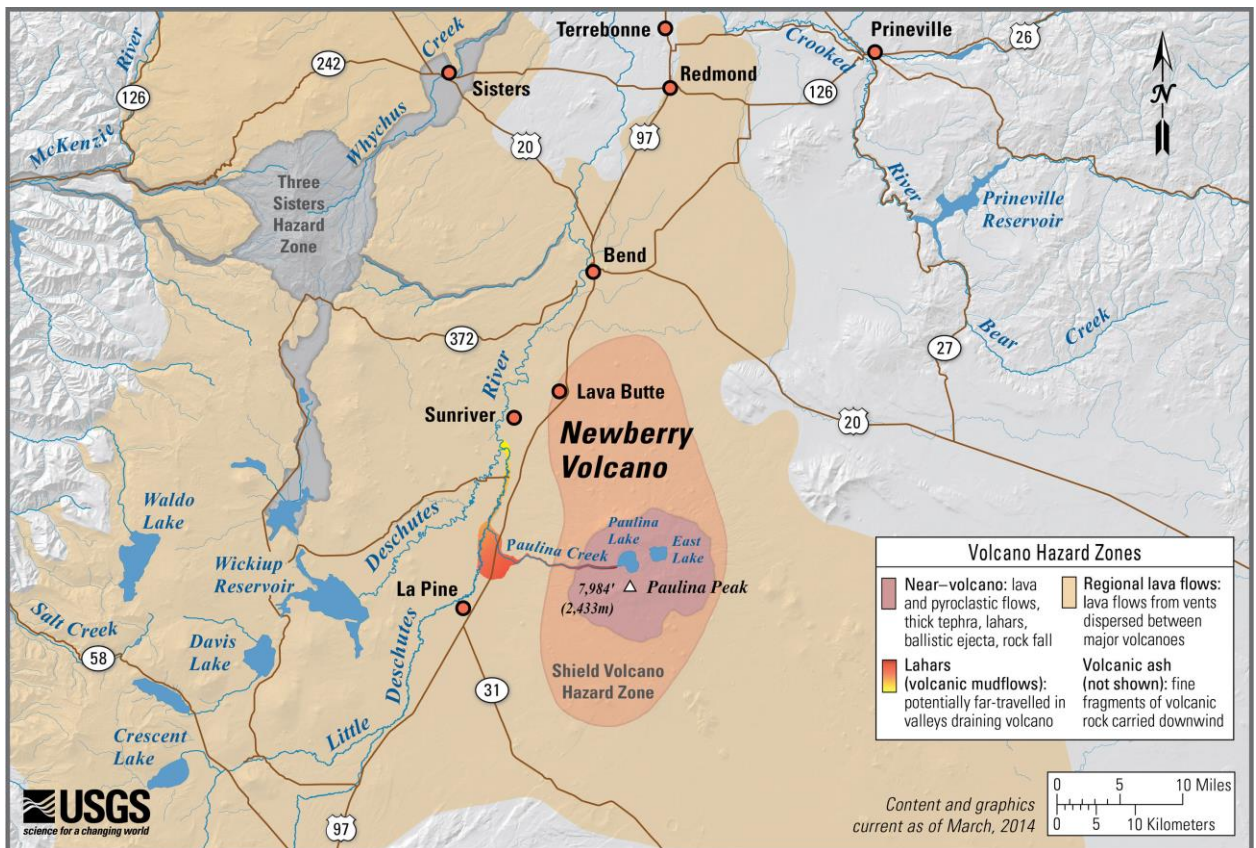 Terrebonne
Prineville
26
Crooked
River
Creek
242
Sisters
Redmond
126
126
McKenzie
Whychus
20
97
N
Three
Sisters
Hazard
Zone
River
Prineville
Reservoir
Bend
372
River
Bear
Creek
27
Lava Butte
Sunriver
20
Newberry
Volcano
Waldo
Lake
Deschutes
Wickiup
Reservoir
Paulina Creek
Paulina
Lake
East
Lake
7,984'
(2,433m)
Paulina Peak
La Pine
Salt Creek
58
Davis
Lake
Deschutes
Shield Volcano
Hazard Zone
31
Little
Crescent
Lake
97
Volcano Hazard Zones
Near–volcano: lava
and pyroclastic flows,
thick tephra, lahars,
ballistic ejecta, rock fall
Lahars
(volcanic mudflows):
potentially far-travelled in
valleys draining volcano
Regional lava flows:
lava flows from vents
dispersed between
major volcanoes
Volcanic ash
(not shown): fine
fragments of volcanic
rock carried downwind
USGS
science for a changing world
Content and graphics
current as of March, 2014
0 5 10 Miles
0 5 10 Kilometers